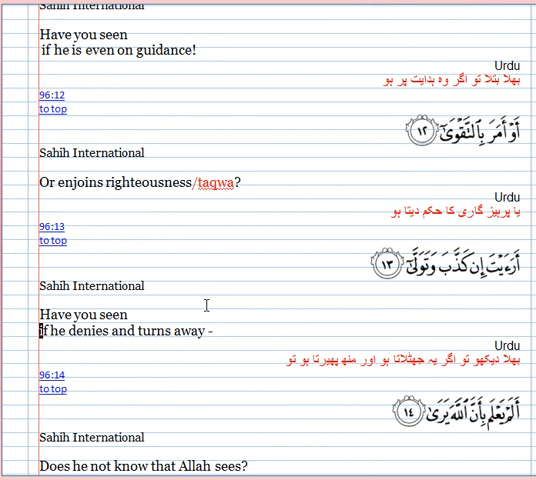 Sahih International
Have you seen
if he is even on guidance!
Urdu
بھلا بتلا تو اگر وہ ہدایت پر ہو
96:12
to top
أَوْ أَمَرَ بِالتَّقْوَىٰٓ ١٢
Sahih International
Or enjoins righteousness/taqwa?
Urdu
یا پرہیز گاری کا حکم دیتا ہو
96:13
to top
أَرَءَيْتَ إِن كَذَّبَ وَتَوَلَّىٰٓ ١٣
Sahih International
Have you seen
if he denies and turns away -
Urdu
بھلا دیکھو تو اگر یہ جھٹلاتا ہو اور منھ پھیرتا ہو تو
96:14
to top
أَلَمْ يَعْلَم بِأَنَّ ٱللَّهَ يَرَىٰ ١٤
Sahih International
Does he not know that Allah sees?